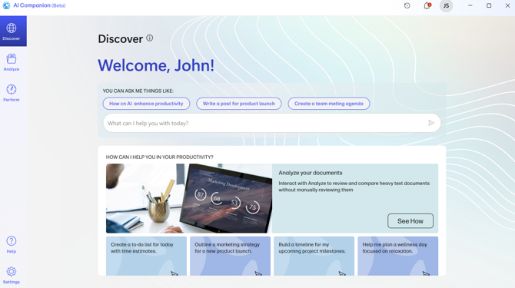 Ai Companion (Beta)
JS
Discover
Analyze
Perform
Help
Settings
Discover
Welcome, John!
YOU CAN ASK ME THINGS LIKE:
How can AI enhance productivity
Write a post for product launch
Create a team meting agenda
What can I help you with today?
HOW CAN I HELP YOU IN YOUR PRODUCTIVITY?
Marketing Development
Analyze your documents
Interact with Analyze to review and compare heavy text documents
without manually reviewing them
See How
Create a to-do list for today
with time estimates.
Outline a marketing strategy
for a new product launch.
Build a timeline for my
upcoming project milestones.
Help me plan a wellness day
focused on relaxation.